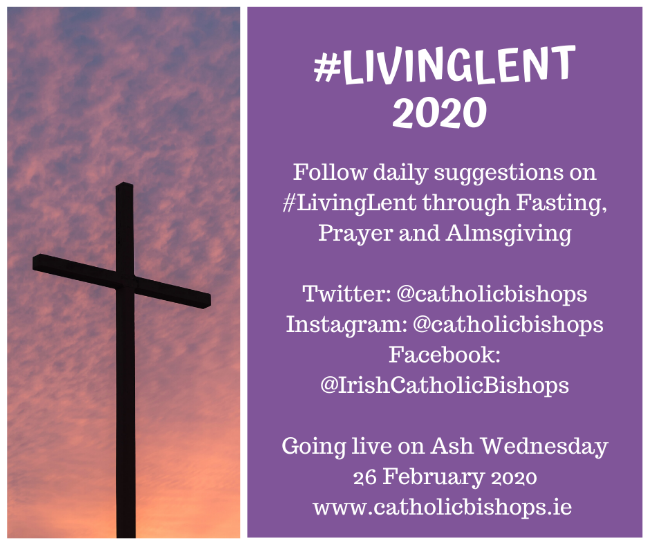 #LIVINGLENT
2020
Follow daily suggestions on
#LivingLent through Fasting,
Prayer and Almsgiving
Twitter: @catholicbishops
Instagram: @catholicbishops
Facebook:
@IrishCatholicBishops
Going live on Ash Wednesday
26 February 2020
www.catholicbishops.ie